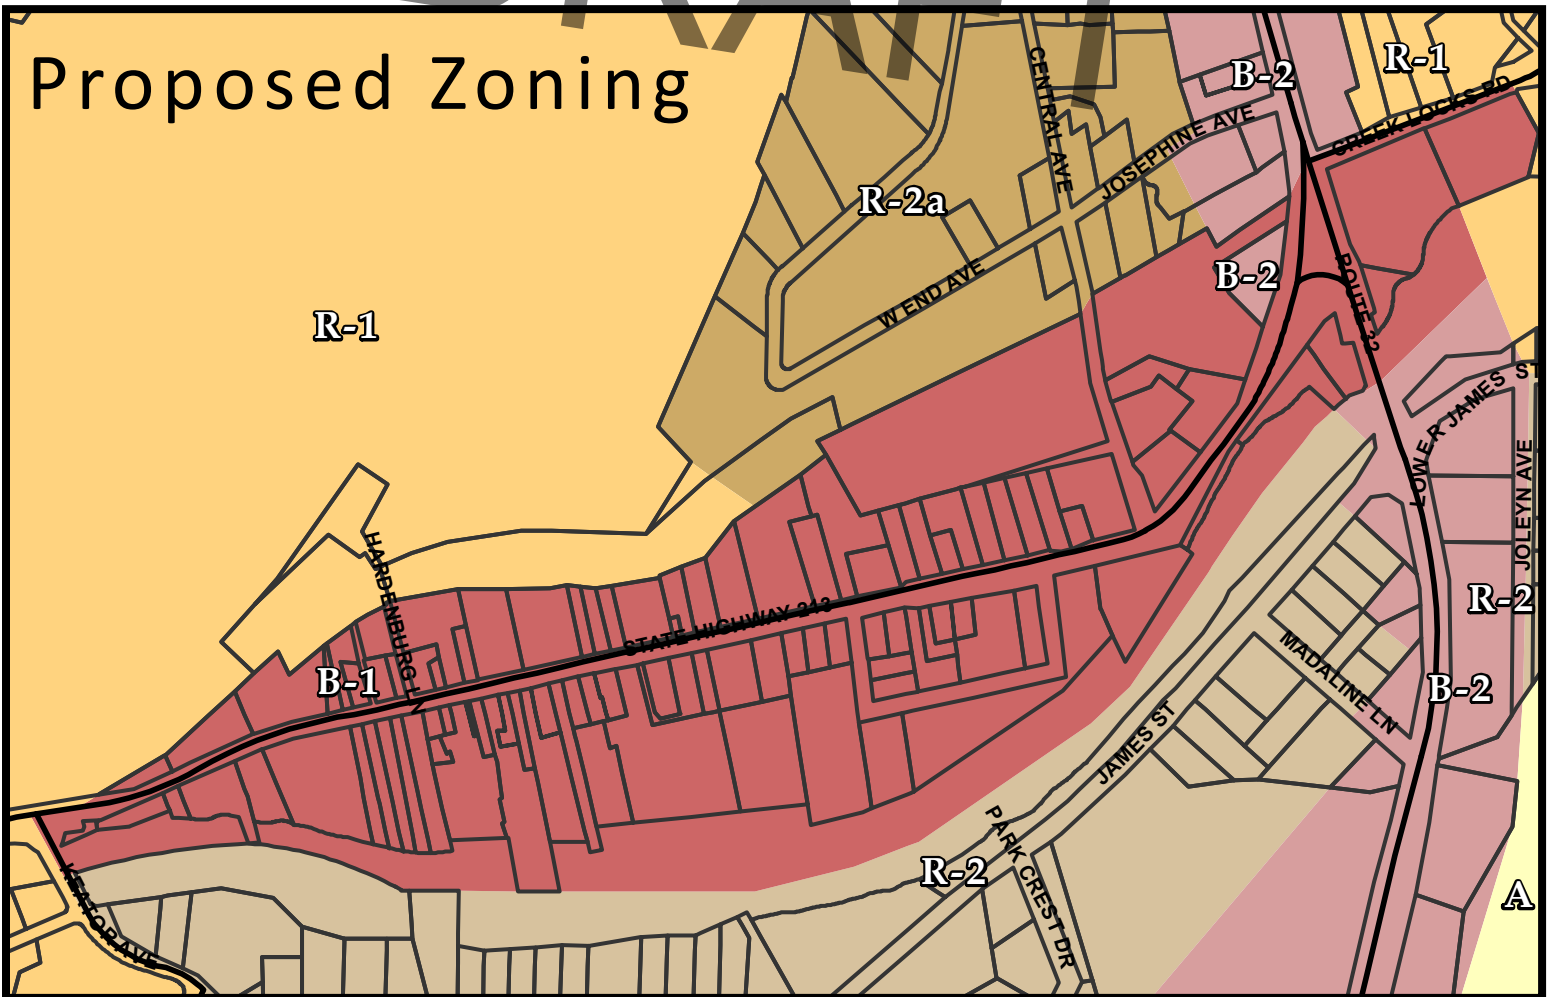 Proposed Zoning
R-1
B-2
CENTRAL AVE
CREEK LOCKS RD
JOSEPHINE AVE
R-2a
W END AVE
B-2
ROUTE 32
R-1
LOWER JAMES ST
JOLEYN AVE
HARDENBURG LN
STATE HIGHWAY 213
R-2
B-1
MADALINE LN
B-2
JAMES ST
PARK CREST DR
R-2
KEATOR AVE
A